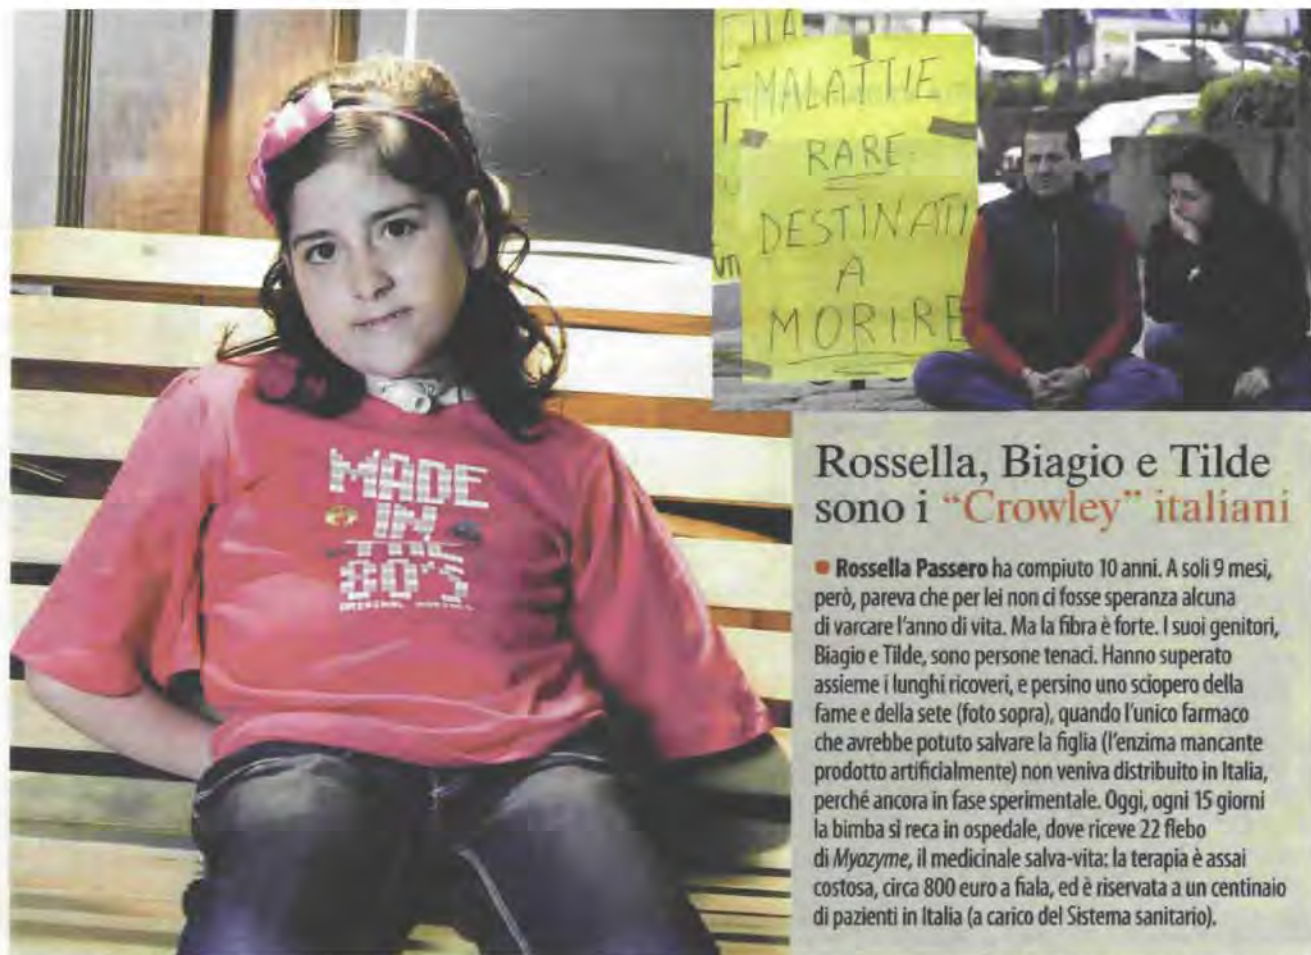 MALATTIE
RARE
DESTINATI
A
MORIRE
MADE
IN
THE
80'S
ORIGINAL
Rossella, Biagio e Tilde
sono i “Crowley” italiani
Rossella Passero ha compiuto 10 anni. A soli 9 mesi,
però, pareva che per lei non ci fosse speranza alcuna
di varcare l'anno di vita. Ma la fibra è forte. I suoi genitori,
Biagio e Tilde, sono persone tenaci. Hanno superato
assieme i lunghi ricoveri, e persino uno sciopero della
fame e della sete (foto sopra), quando l'unico farmaco
che avrebbe potuto salvare la figlia (l'enzima mancante
prodotto artificialmente) non veniva distribuito in Italia,
perché ancora in fase sperimentale. Oggi, ogni 15 giorni
la bimba si reca in ospedale, dove riceve 22 flebo
di Myozyme, il medicinale salva-vita: la terapia è assai
costosa, circa 800 euro a fiala, ed è riservata a un centinaio
di pazienti in Italia (a carico del Sistema sanitario).